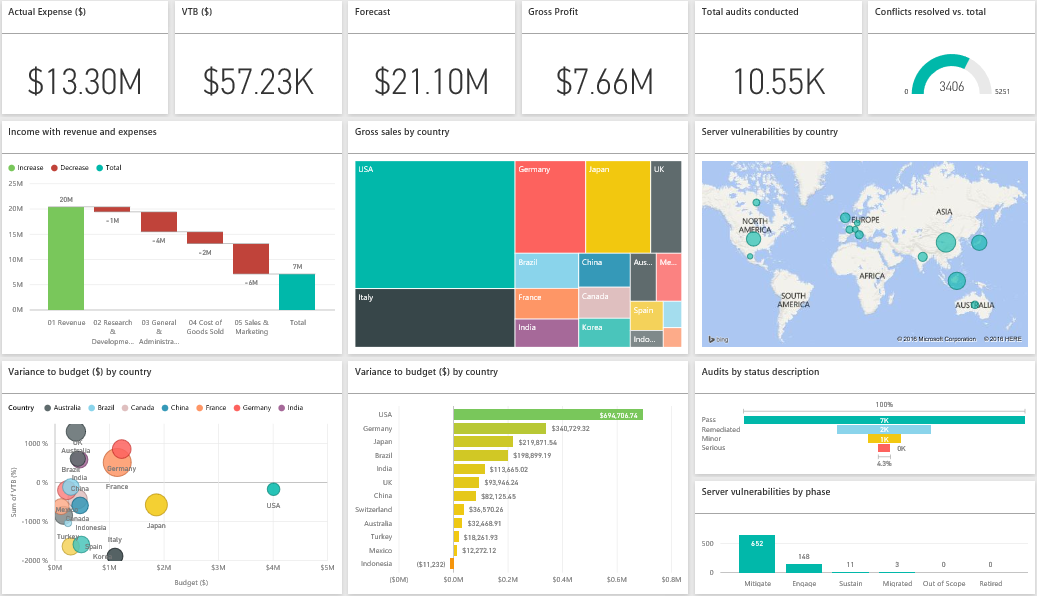 Actual Expense ($)
VTB ($)
Forecast
Gross Profit
Total audits conducted
Conflicts resolved vs. total
$13.30M
$57.23K
$21.10M
$7.66M
10.55K
3406
0
5251
Income with revenue and expenses
Increase
Decrease
Total
25M
20M
15M
10M
5M
0M
20M
-1M
-4M
-2M
-6M
7M
01 Revenue
02 Research
&
Developme...
03 General
&
Administra...
04 Cost of
Goods Sold
05 Sales &
Marketing
Total
Gross sales by country
USA
Germany
Japan
UK
Italy
Brazil
China
Aus...
Me...
France
Canada
Spain
India
Korea
Indo...
Server vulnerabilities by country
NORTH
AMERICA
EUROPE
ASIA
AFRICA
SOUTH
AMERICA
AUSTRALIA
bing
© 2016 Microsoft Corporation © 2016 HERE
Variance to budget ($) by country
Country
Australia
Brazil
Canada
China
France
Germany
India
Sum of VTB (%)
1000 %
0 %
-1000 %
-2000 %
UK
Australia
Brazil
India
China
Mexico
Canada
Indonesia
Turkey
Spain
Korea
Italy
Germany
France
Japan
USA
$0M
$1M
$2M
$3M
$4M
$5M
Budget ($)
Variance to budget ($) by country
USA
$694,706.74
Germany
$340,729.32
Japan
$219,871.54
Brazil
$198,899.19
India
$113,665.02
UK
$93,966.24
China
$82,125.65
Switzerland
$36,570.26
Australia
$32,468.91
Turkey
$18,261.93
Mexico
$12,272.12
Indonesia
($11,232)
($0M)
$0.0M
$0.2M
$0.4M
$0.6M
$0.8M
Audits by status description
100%
Pass
7K
Remediated
2K
Minor
1K
Serious
0K
4.3%
Server vulnerabilities by phase
500
0
652
148
11
3
0
0
Mitigate
Engage
Sustain
Migrated
Out of Scope
Retired